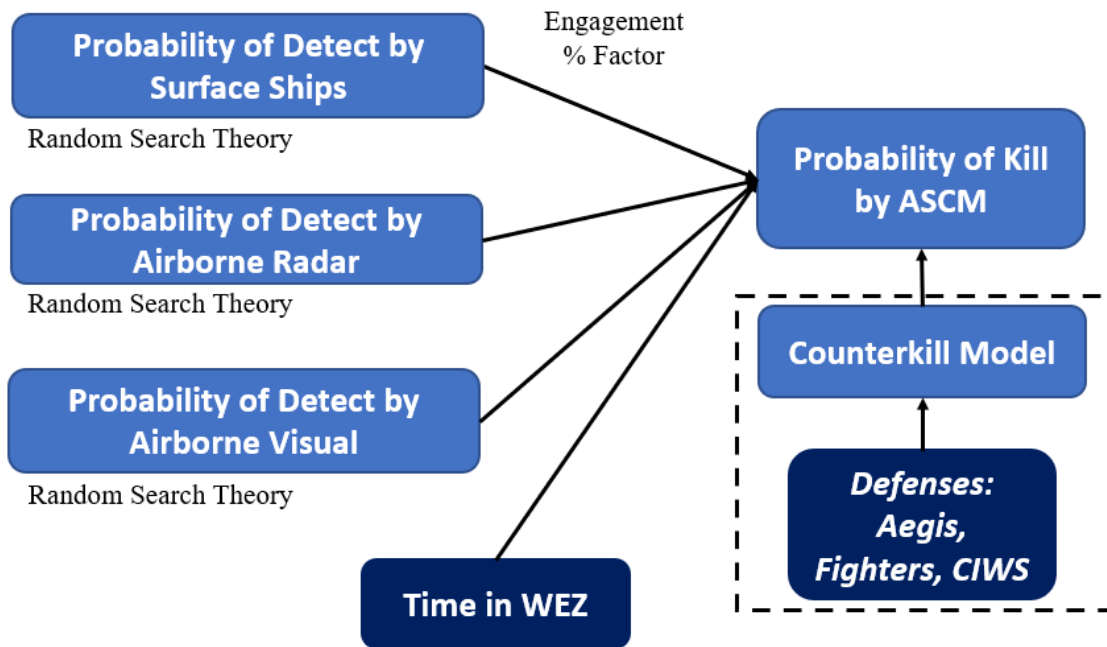 Probability of Detect by
Surface Ships
Random Search Theory
Engagement
% Factor
Probability of Detect by
Airborne Radar
Random Search Theory
Probability of Detect by
Airborne Visual
Random Search Theory
Time in WEZ
Probability of Kill
by ASCM
Counterkill Model
Defenses:
Aegis,
Fighters, CIWS